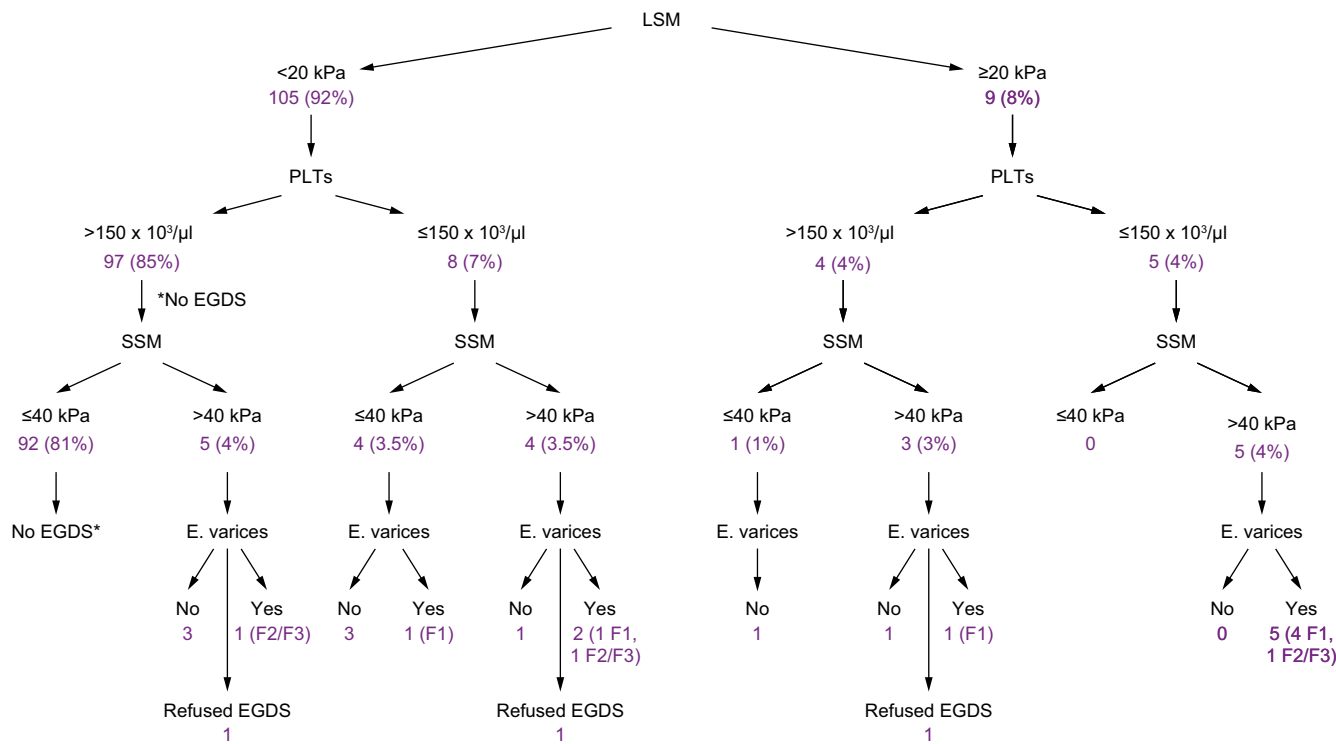 LSM
<20 kPa
105 (92%)
≥20 kPa
9 (8%)
PLTs
PLTs
>150 x 10³/µl
97 (85%)
≤150 x 10³/µl
8 (7%)
>150 x 10³/µl
4 (4%)
≤150 x 10³/µl
5 (4%)
*No EGDS
SSM
SSM
SSM
SSM
≤40 kPa
92 (81%)
>40 kPa
5 (4%)
≤40 kPa
4 (3.5%)
>40 kPa
4 (3.5%)
≤40 kPa
1 (1%)
>40 kPa
3 (3%)
≤40 kPa
0
>40 kPa
5 (4%)
No EGDS*
E. varices
E. varices
E. varices
E. varices
E. varices
E. varices
No
3
Yes
1 (F2/F3)
No
3
Yes
1 (F1)
No
1
Yes
2 (1 F1,
1 F2/F3)
No
1
No
1
Yes
1 (F1)
No
0
Yes
5 (4 F1,
1 F2/F3)
Refused EGDS
1
Refused EGDS
1
Refused EGDS
1